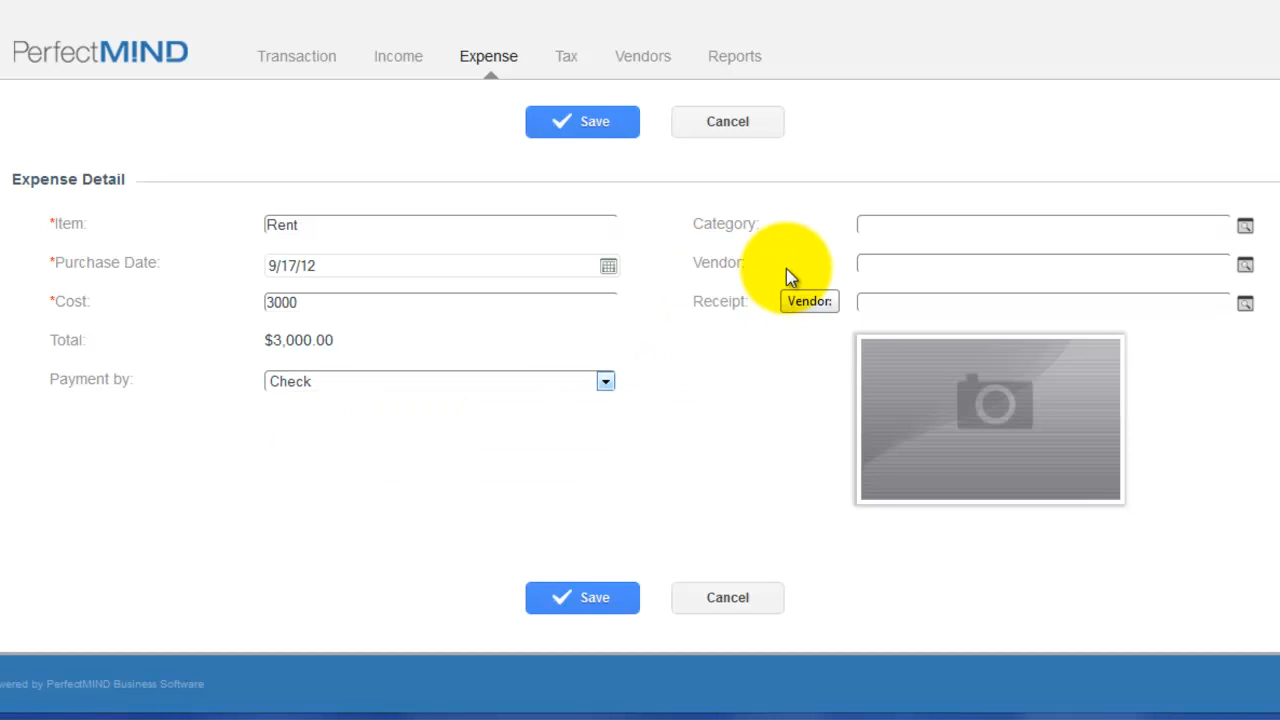 PerfectMIND
Transaction Income Expense Tax Vendors Reports
Save Cancel
Expense Detail
*Item: Rent
Category:
*Purchase Date: 9/17/12
Vendor:
*Cost: 3000
Receipt:
Vendor:
Total: $3,000.00
Payment by: Check
Save Cancel
wered by PerfectMIND Business Software